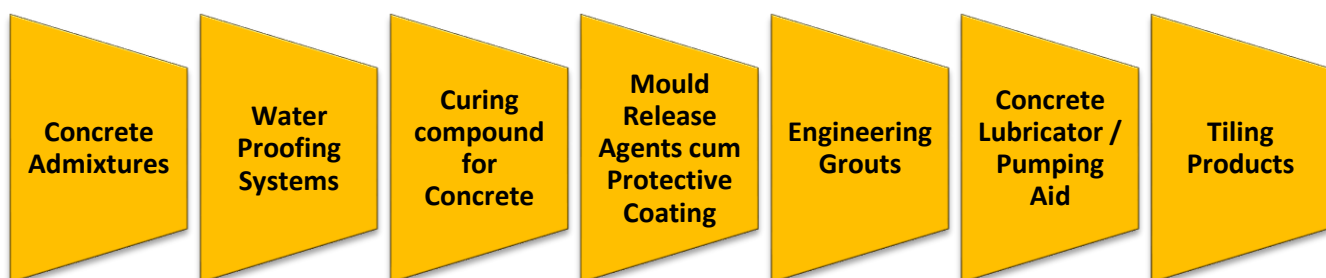 Concrete
Admixtures
Water
Proofing
Systems
Curing
compound
for
Concrete
Mould
Release
Agents cum
Protective
Coating
Engineering
Grouts
Concrete
Lubricator /
Pumping
Aid
Tiling
Products